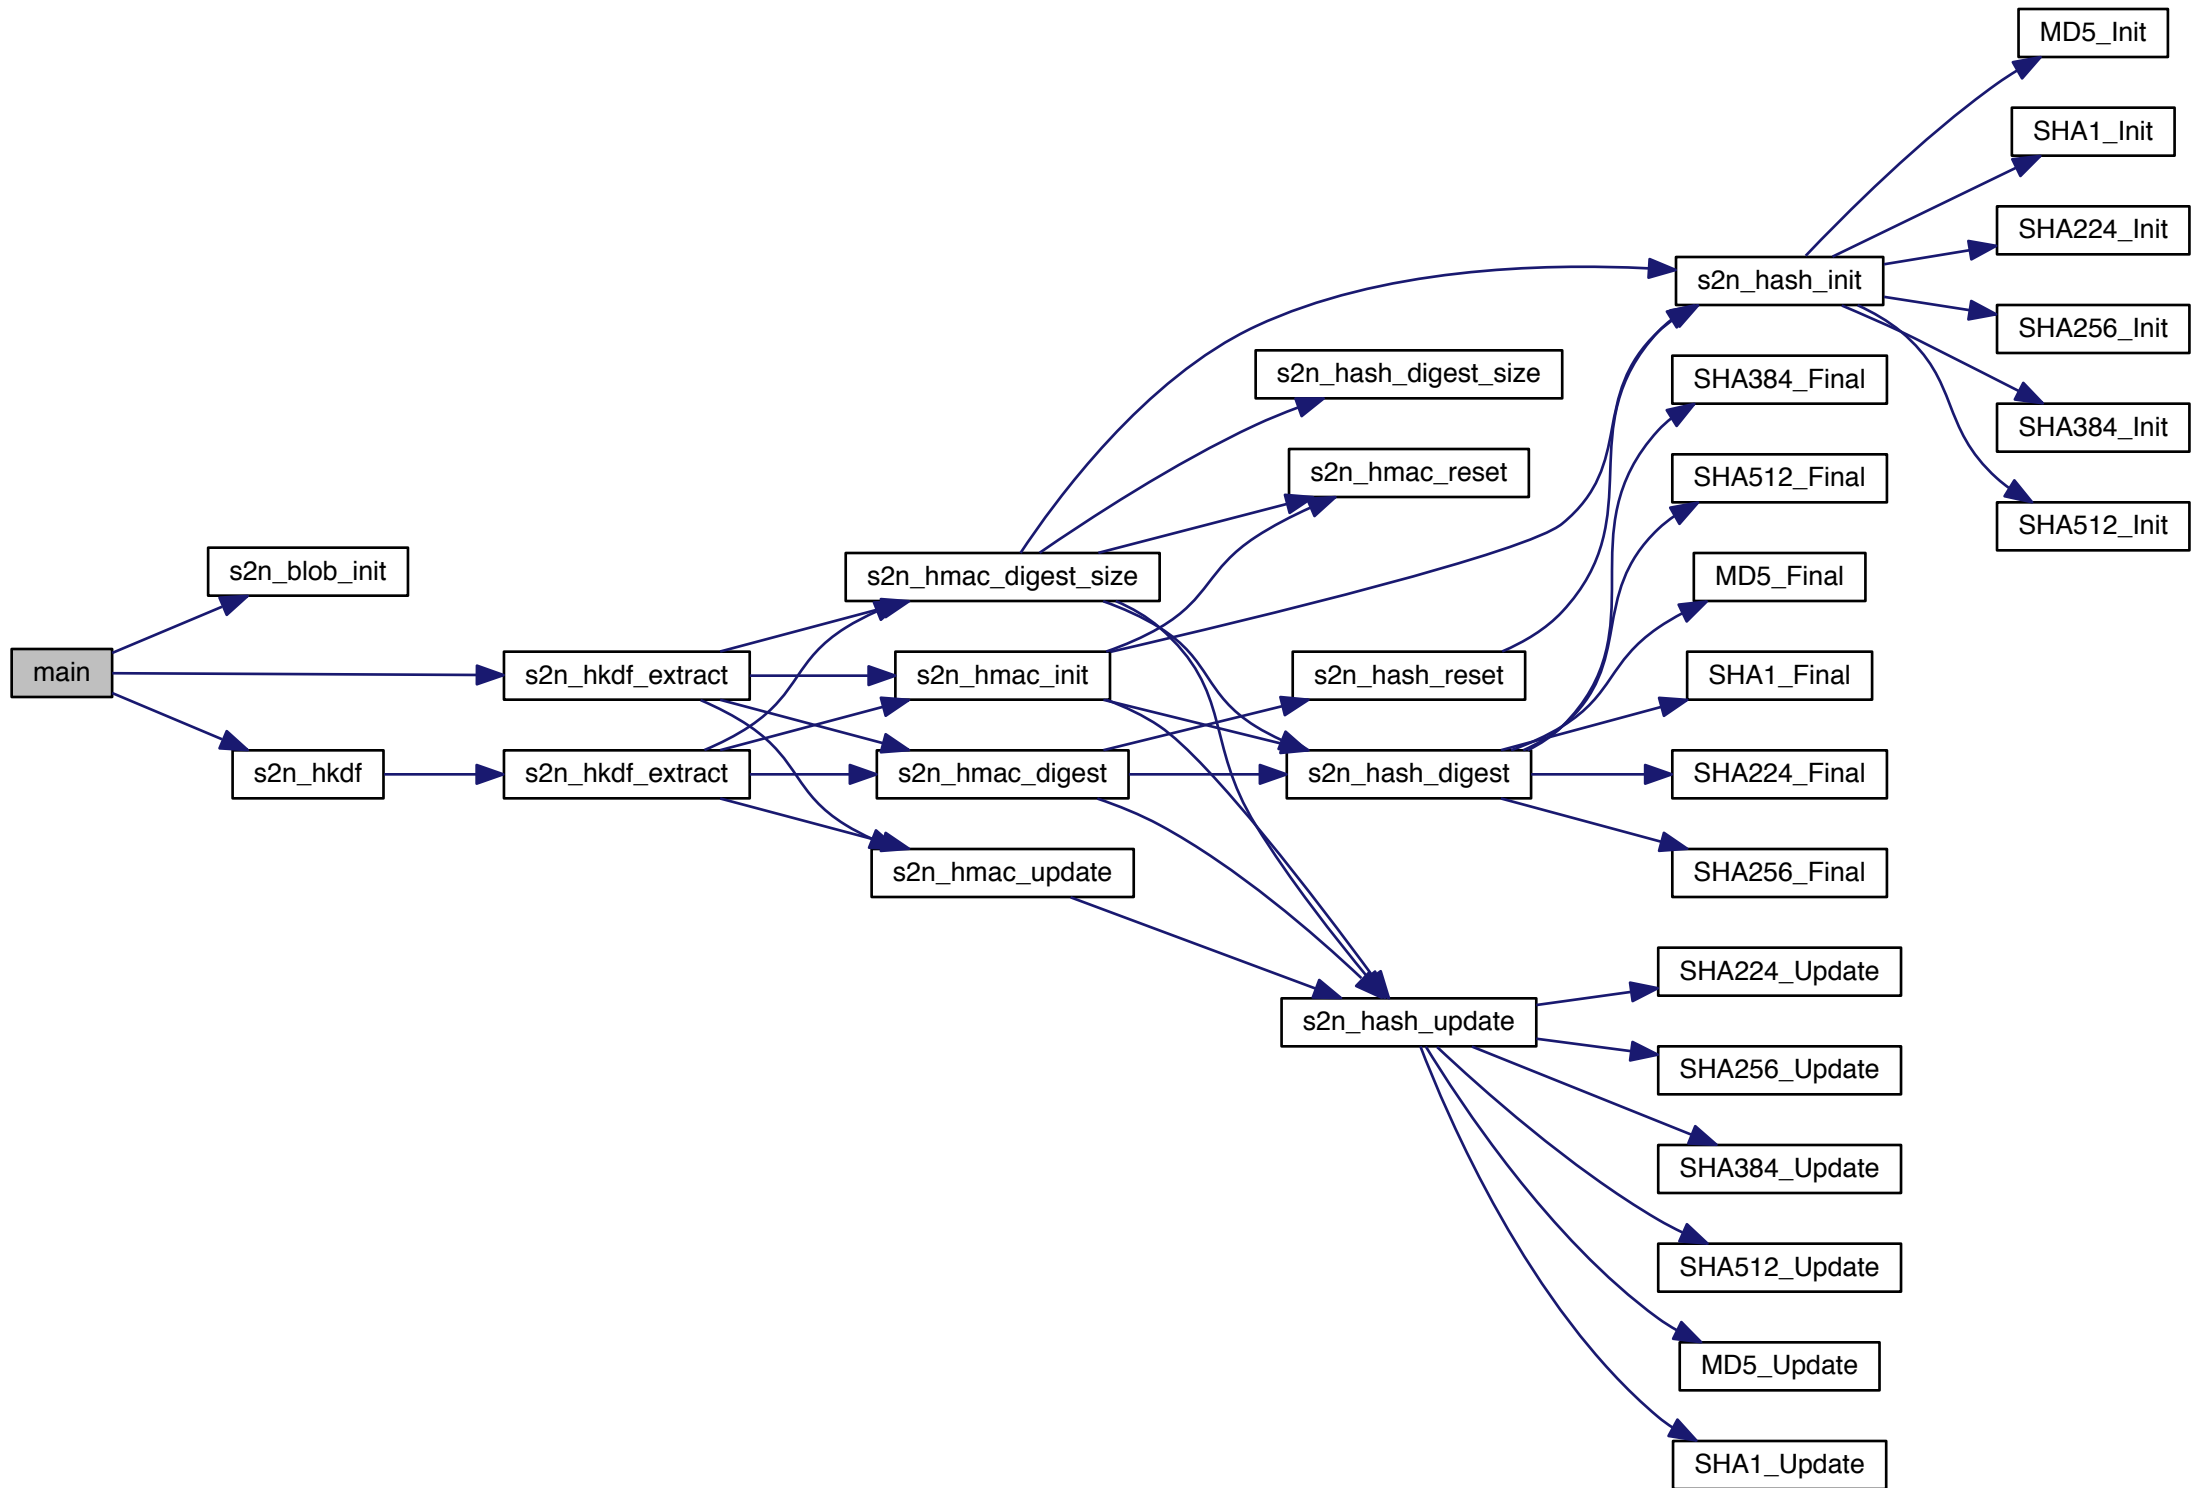 MD5_Init
SHA1_Init
SHA224_Init
s2n_hash_init
SHA256_Init
s2n_hash_digest_size
SHA384_Final
SHA384_Init
s2n_hmac_reset
SHA512_Final
SHA512_Init
s2n_blob_init
s2n_hmac_digest_size
MD5_Final
main
s2n_hkdf_extract
s2n_hmac_init
s2n_hash_reset
SHA1_Final
s2n_hkdf
s2n_hkdf_extract
s2n_hmac_digest
s2n_hash_digest
SHA224_Final
s2n_hmac_update
SHA256_Final
SHA224_Update
s2n_hash_update
SHA256_Update
SHA384_Update
SHA512_Update
MD5_Update
SHA1_Update